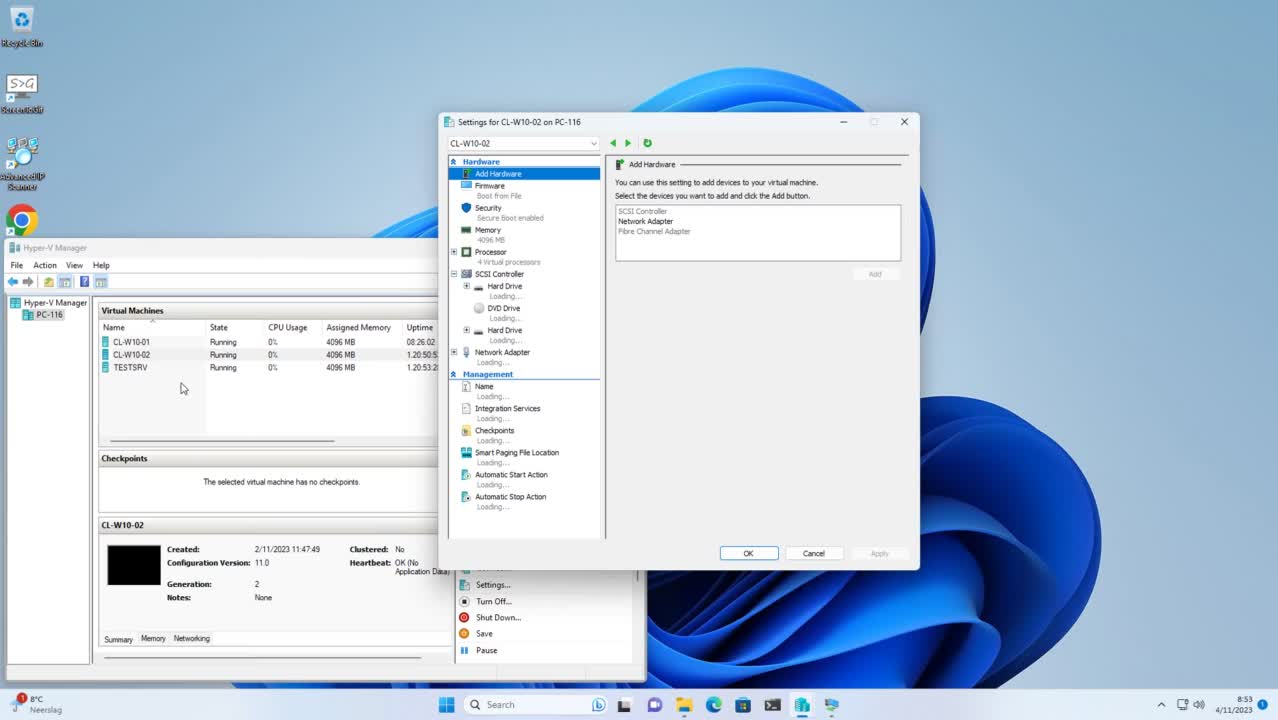 Recycle Bin
S>G
ScreenToGif
Advanced IP
Scanner
Hyper-V Manager
File Action View Help
Hyper-V Manager
PC-116
Virtual Machines
Name State CPU Usage Assigned Memory Uptime
CL-W10-01 Running 0% 4096 MB 08:26:02
CL-W10-02 Running 0% 4096 MB 1.20:50:5
TESTSRV Running 0% 4096 MB 1.20:53:2
Checkpoints
The selected virtual machine has no checkpoints.
CL-W10-02
Created: 2/11/2023 11:47:49 Clustered: No
Configuration Version: 11.0 Heartbeat: OK (No
Application Data)
Generation: 2
Notes: None
Summary Memory Networking
Settings...
Turn Off...
Shut Down...
Save
Pause
Settings for CL-W10-02 on PC-116
CL-W10-02
Hardware
Add Hardware
Firmware
Boot from File
Security
Secure Boot enabled
Memory
4096 MB
Processor
4 Virtual processors
SCSI Controller
Hard Drive
Loading...
DVD Drive
Loading...
Hard Drive
Loading...
Network Adapter
Loading...
Management
Name
Loading...
Integration Services
Loading...
Checkpoints
Loading...
Smart Paging File Location
Loading...
Automatic Start Action
Loading...
Automatic Stop Action
Loading...
Add Hardware
You can use this setting to add devices to your virtual machine.
Select the devices you want to add and click the Add button.
SCSI Controller
Network Adapter
Fibre Channel Adapter
Add
OK Cancel Apply
1
8°C
Neerslag
Search
8:53
4/11/2023
1